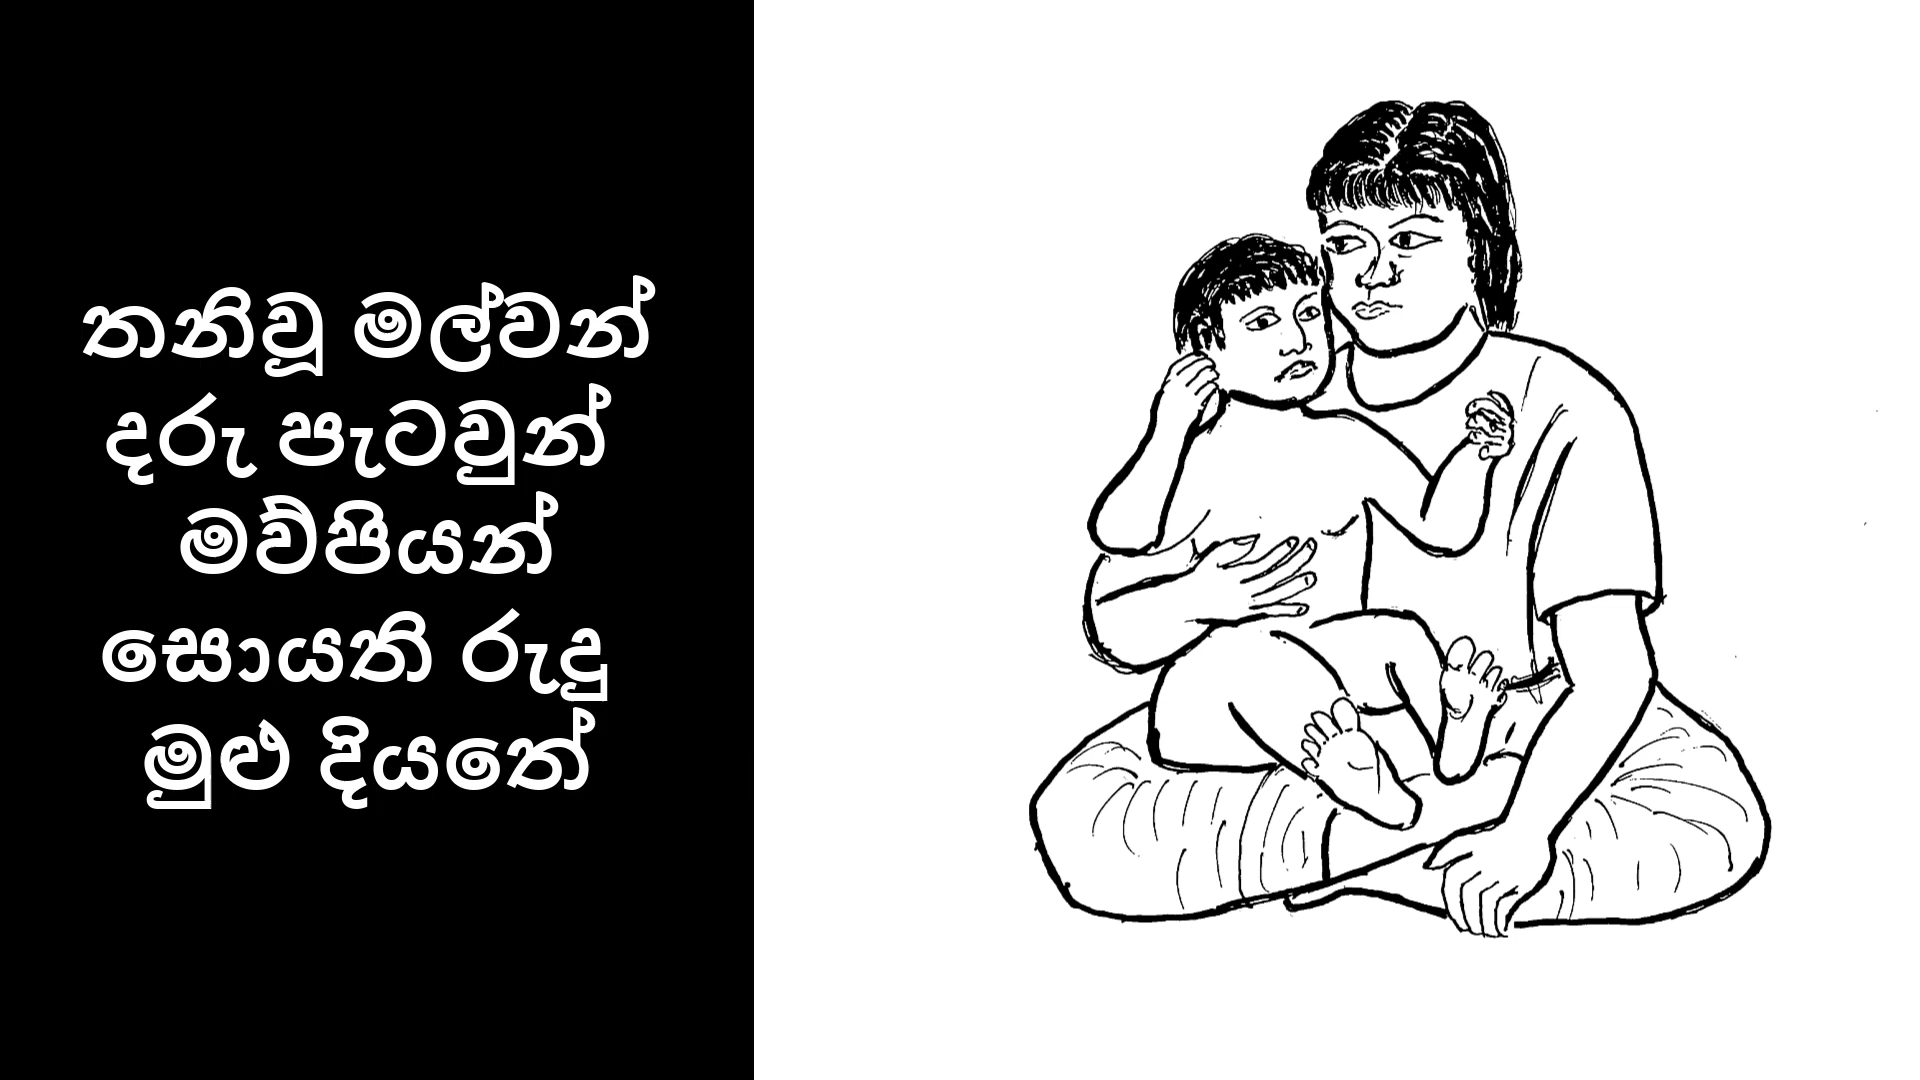 තනිවූ මල්වන්
දරු පැටවුන්
මව්පියන්
සොයති රුදු
මුළු දියතේ